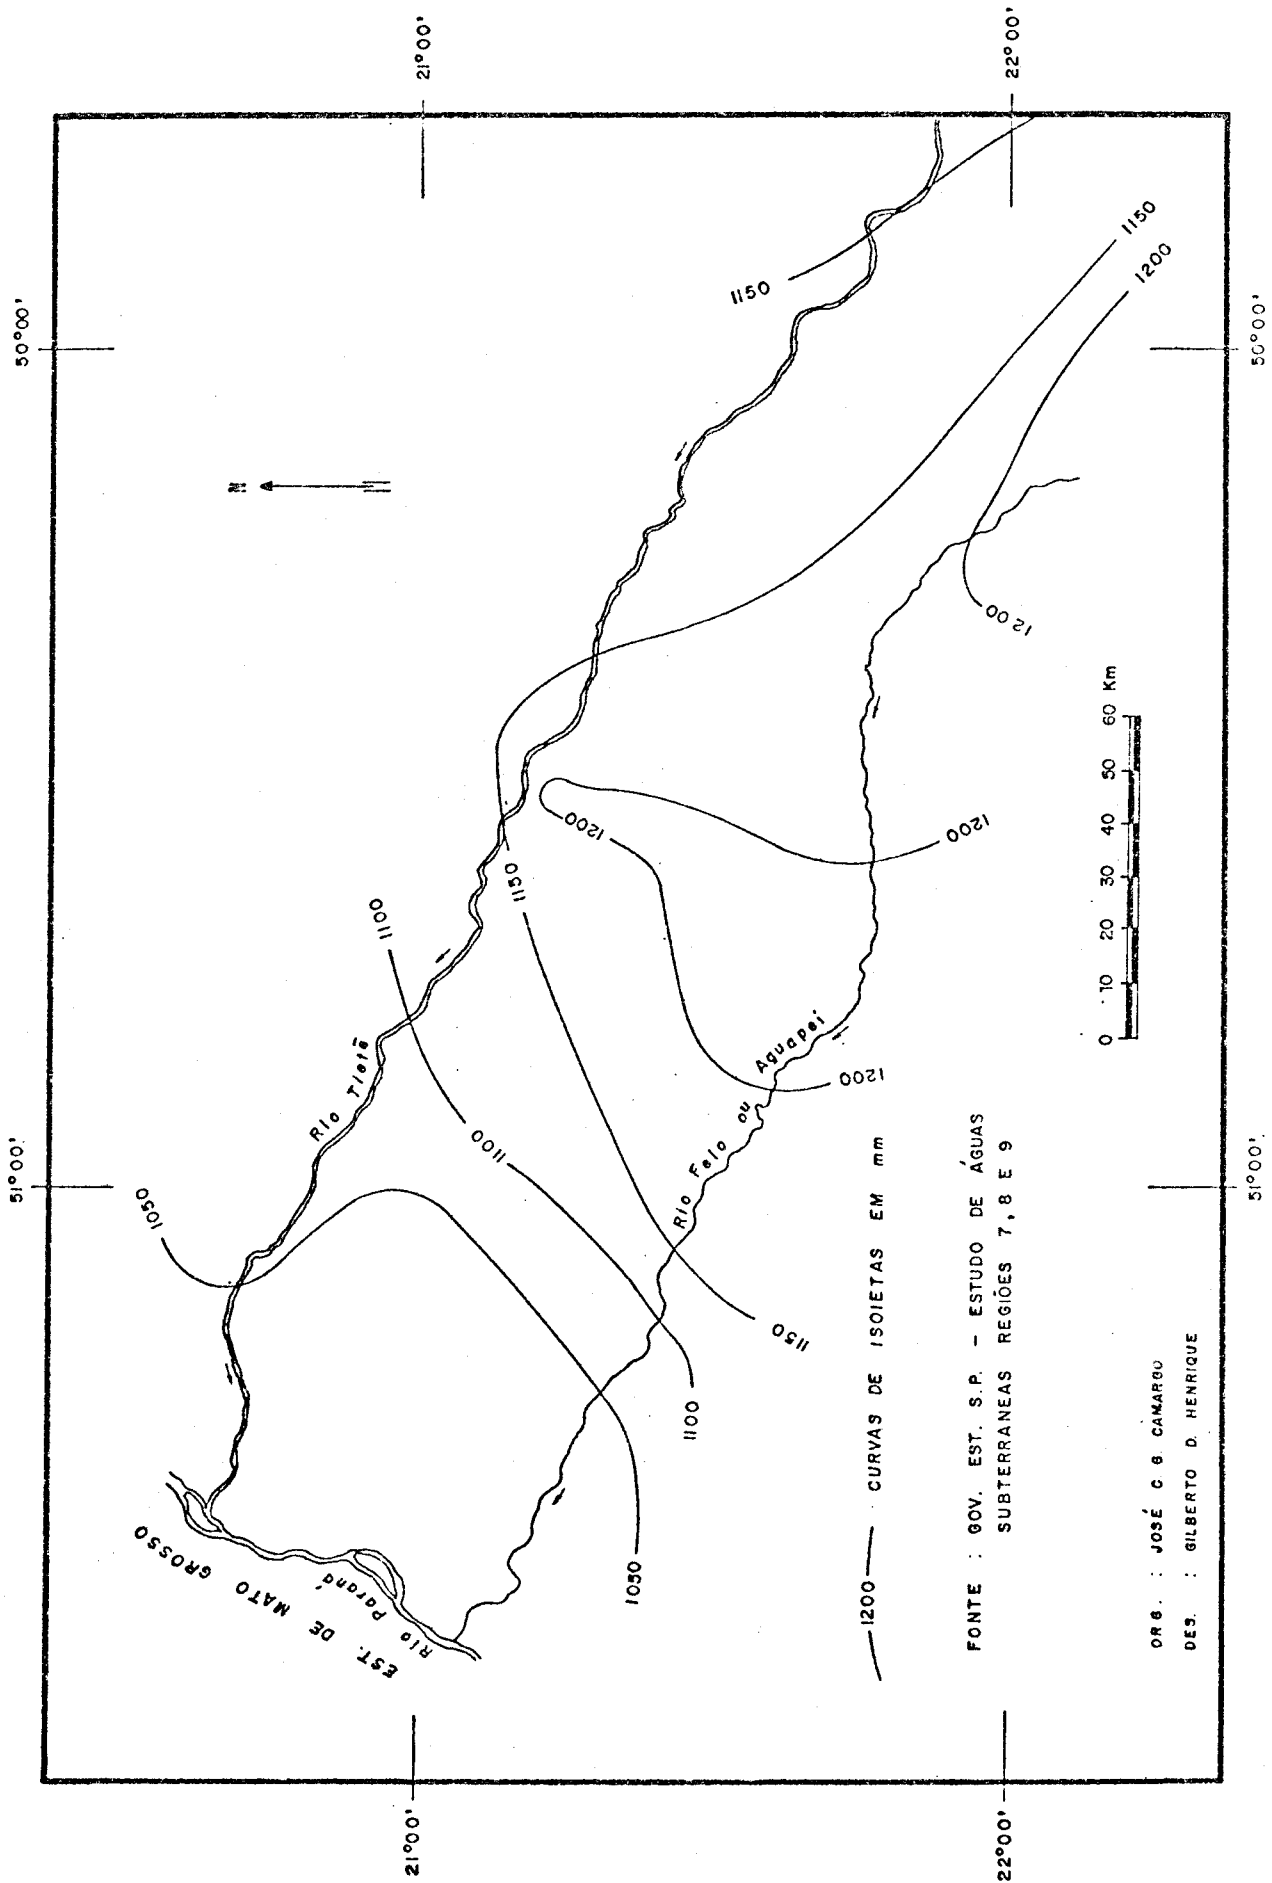 50°00'
51°00'
21°00'
22°00'
N
1150
1150
1200
1200
1150
1200
1200
1200
1100
1100
1100
1150
1050
1050
Rio Tietê
Rio Feio ou Aguapeí
Rio Paraná
EST. DE MATO GROSSO
0 10 20 30 40 50 60 Km
1200 CURVAS DE ISOIETAS EM mm
FONTE : GOV. EST. S.P. - ESTUDO DE ÁGUAS
SUBTERRANEAS REGIÕES 7, 8 E 9
ORG. : JOSÉ C. G. CAMARGO
DES. : GILBERTO D. HENRIQUE
21°00'
22°00'
50°00'
51°00'